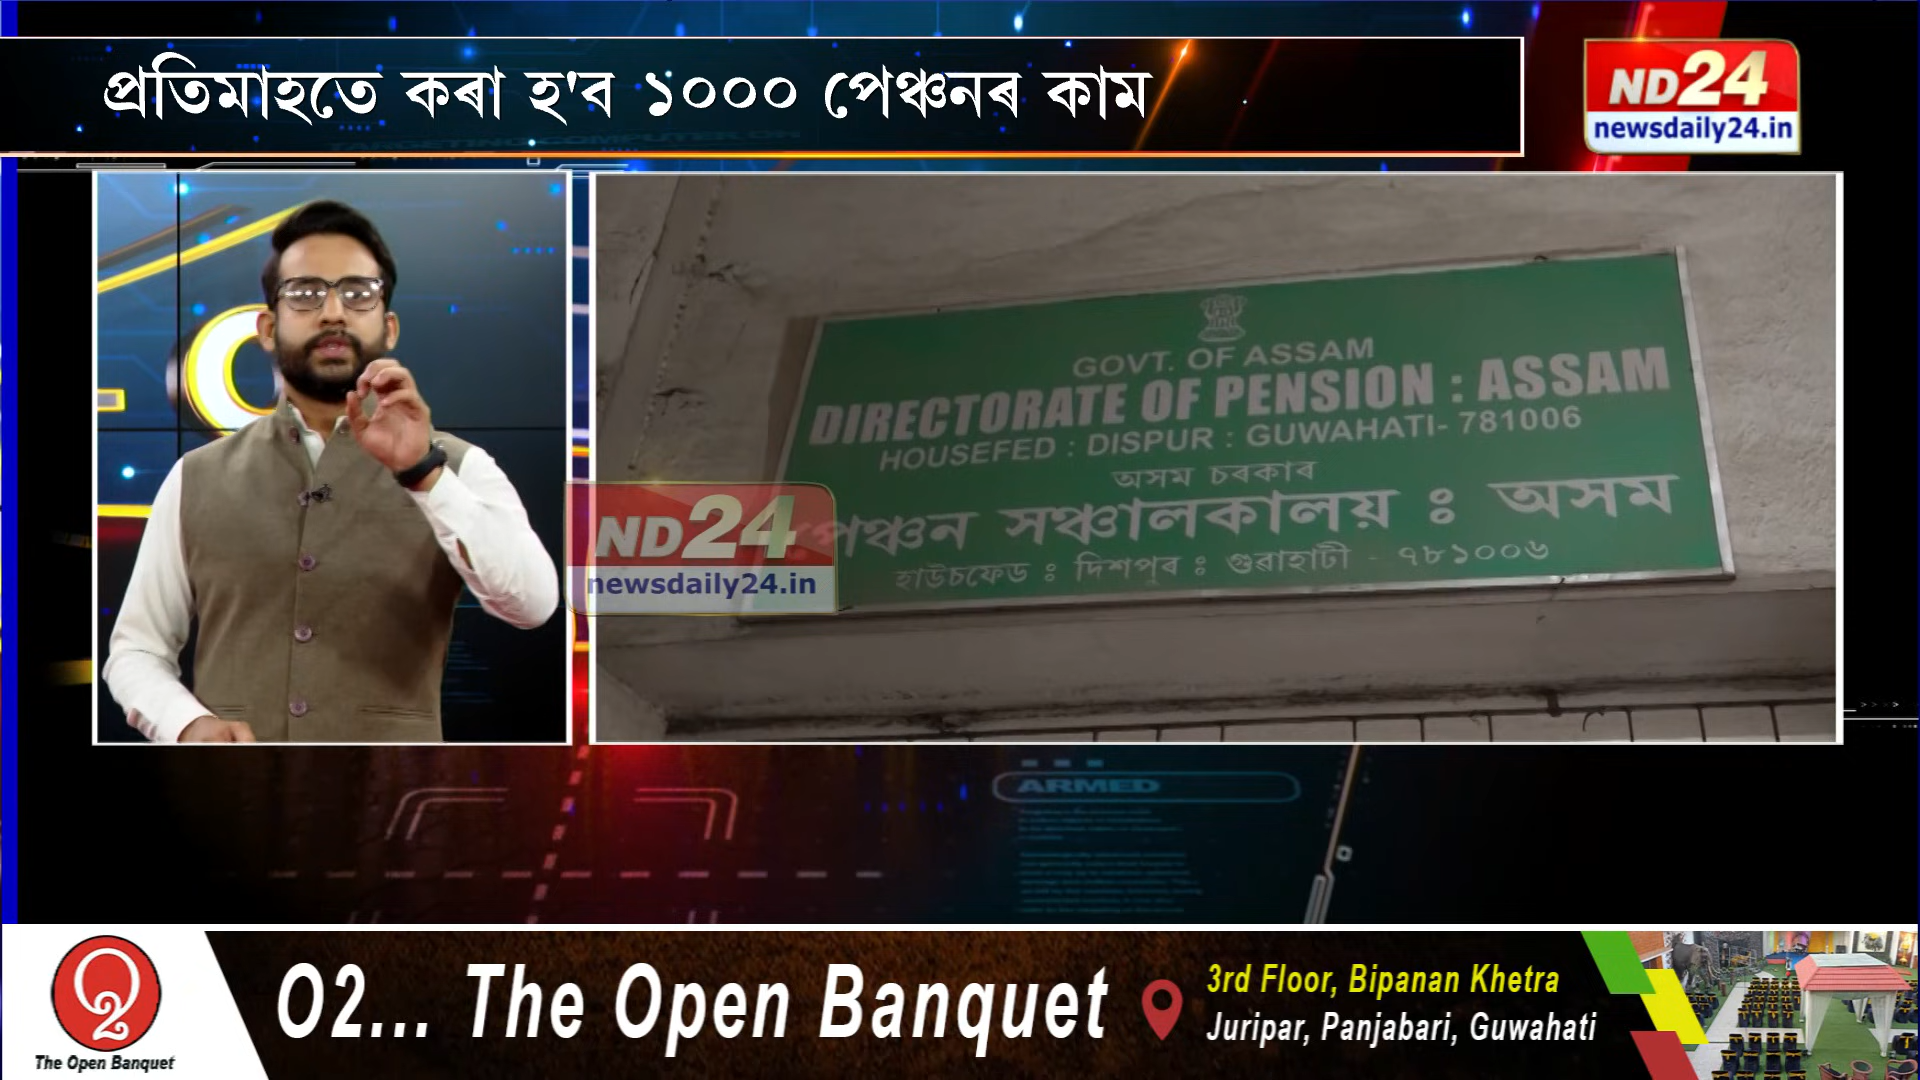 প্ৰতিমাহতে কৰা হ'ব ১০০০ পেঞ্চনৰ কাম
ND24
newsdaily24.in
GOVT. OF ASSAM
DIRECTORATE OF PENSION : ASSAM
HOUSEFED : DISPUR : GUWAHATI- 781006
অসম চৰকাৰ
পেঞ্চন সঞ্চালকালয় ঃ অসম
হাউচফেড ঃ দিশপুৰ ঃ গুৱাহাটী - ৭৮১০০৬
ND24
newsdaily24.in
ARMED
O2
The Open Banquet
O2... The Open Banquet
3rd Floor, Bipanan Khetra
Juripar, Panjabari, Guwahati